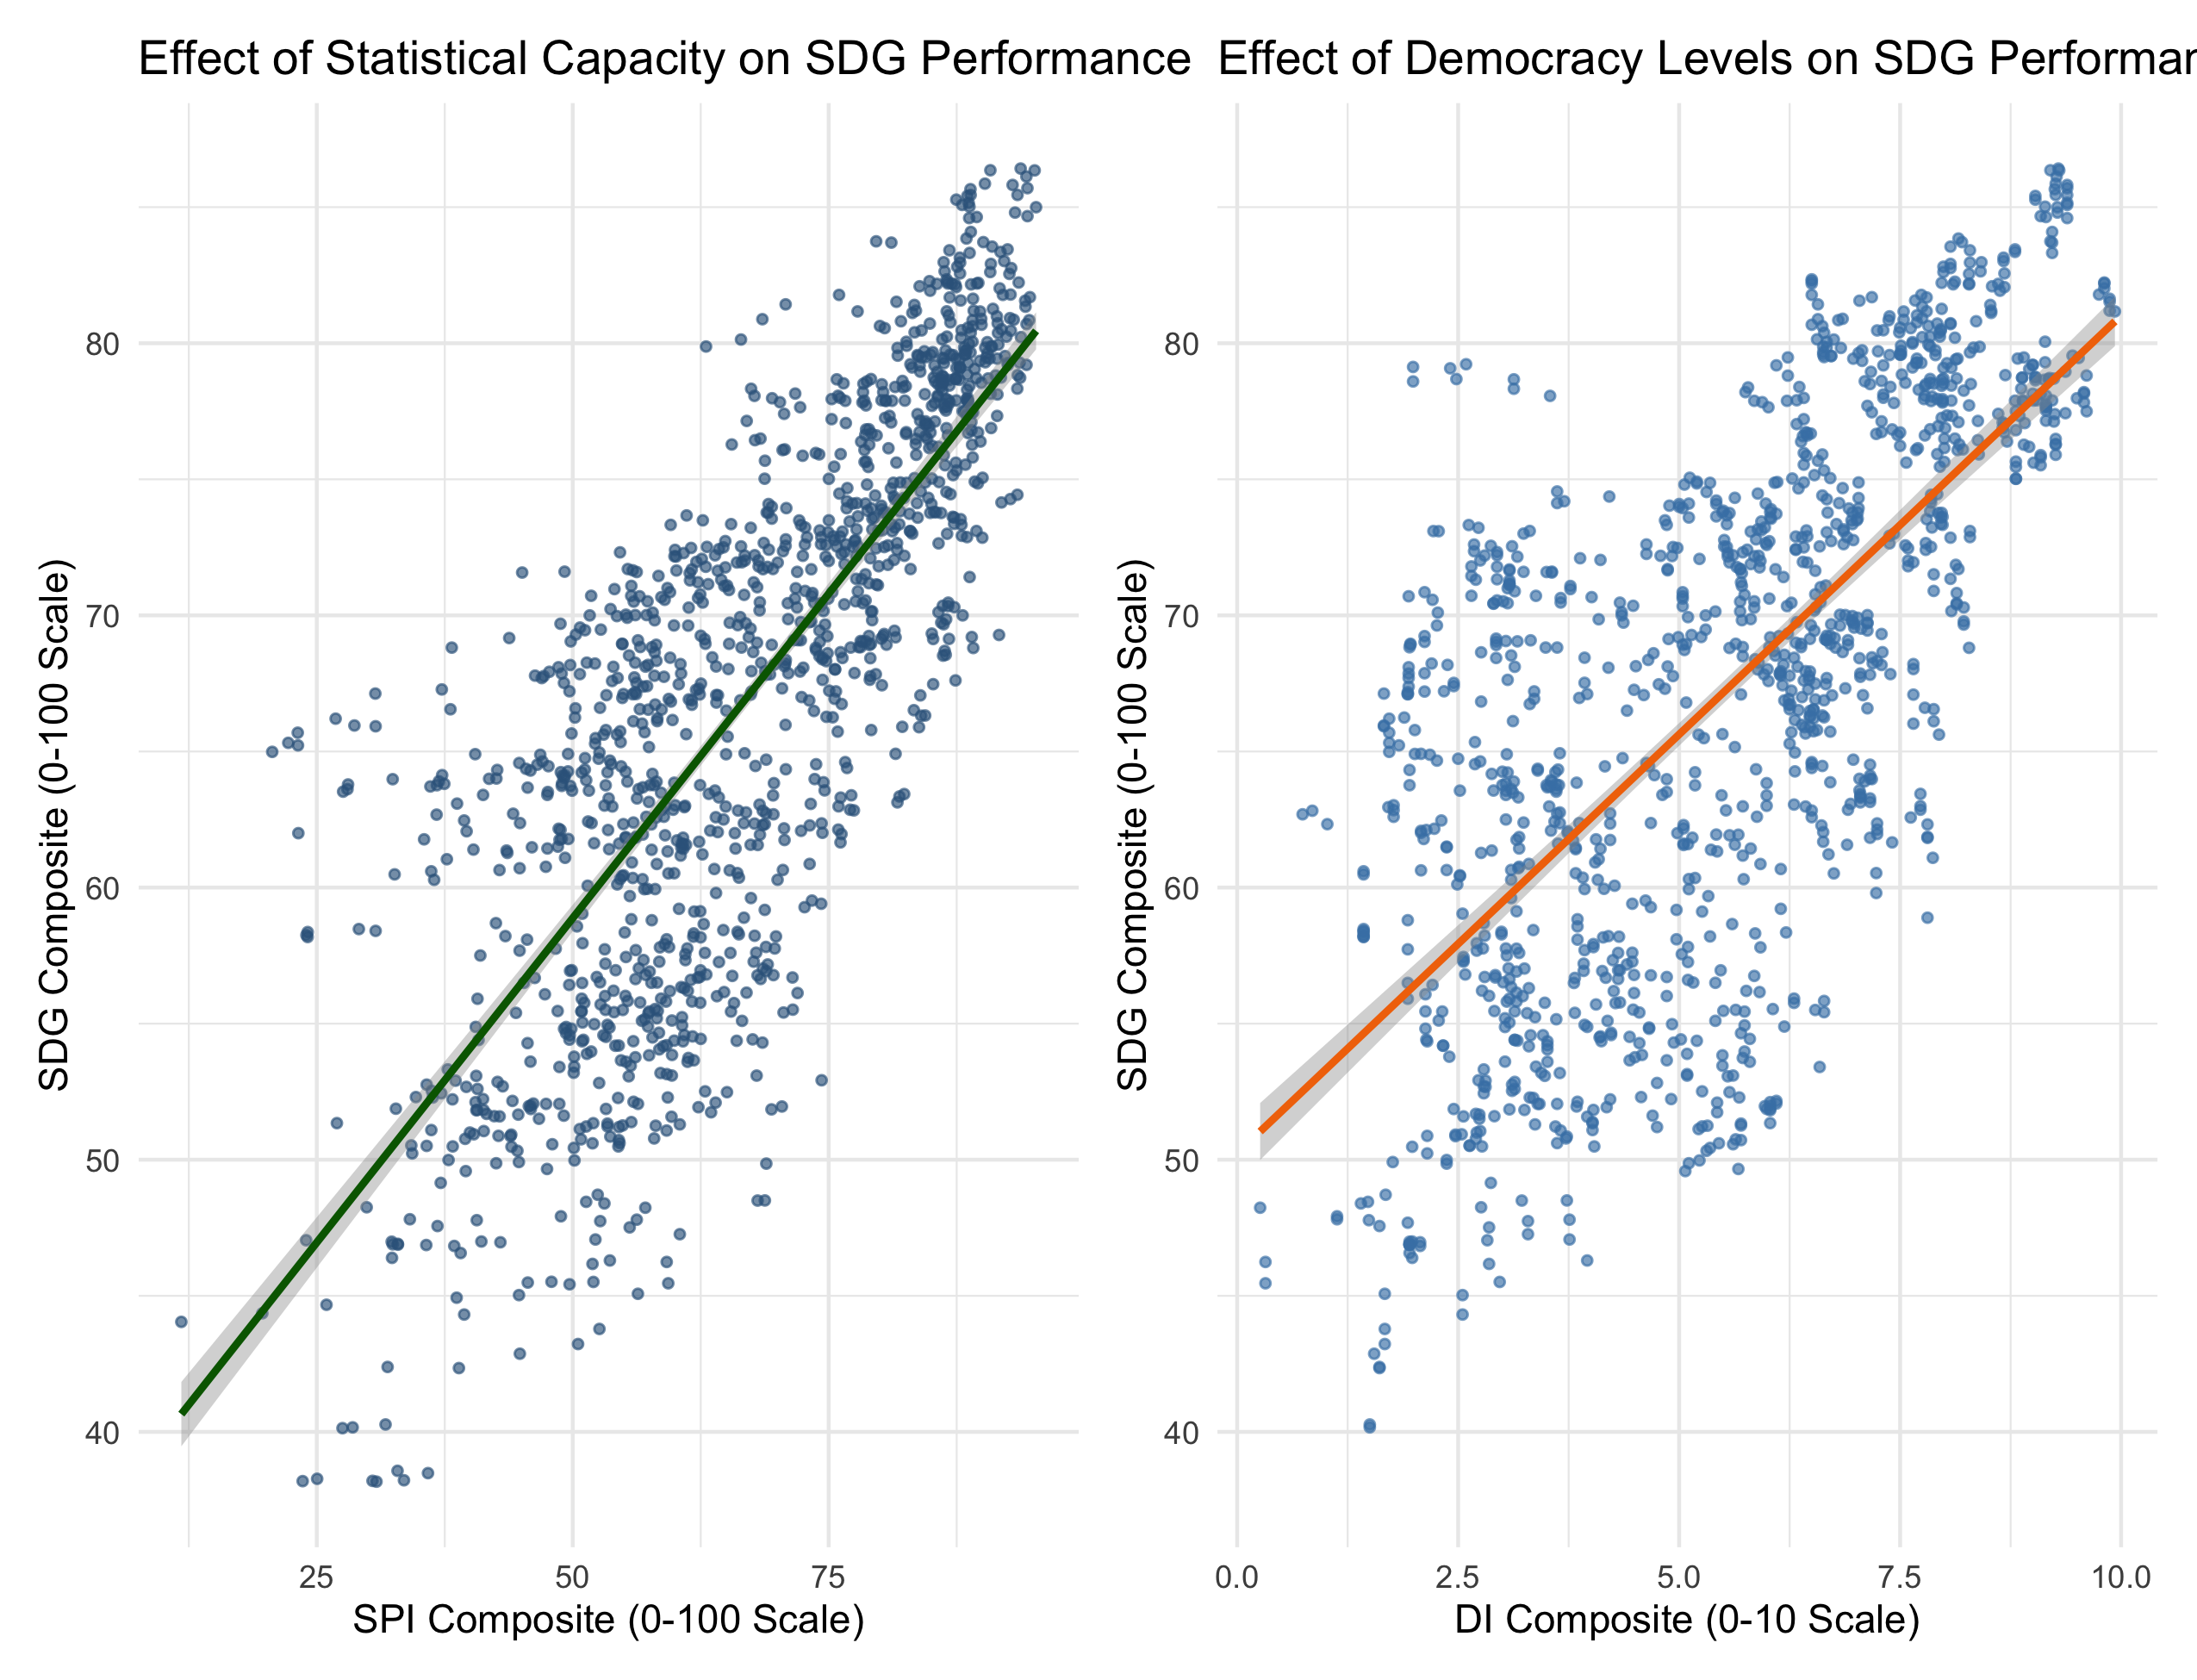 Effect of Statistical Capacity on SDG Performance
SDG Composite (0-100 Scale)
80
70
60
50
40
25 50 75
SPI Composite (0-100 Scale)
Effect of Democracy Levels on SDG Performan
SDG Composite (0-100 Scale)
80
70
60
50
40
0.0 2.5 5.0 7.5 10.0
DI Composite (0-10 Scale)